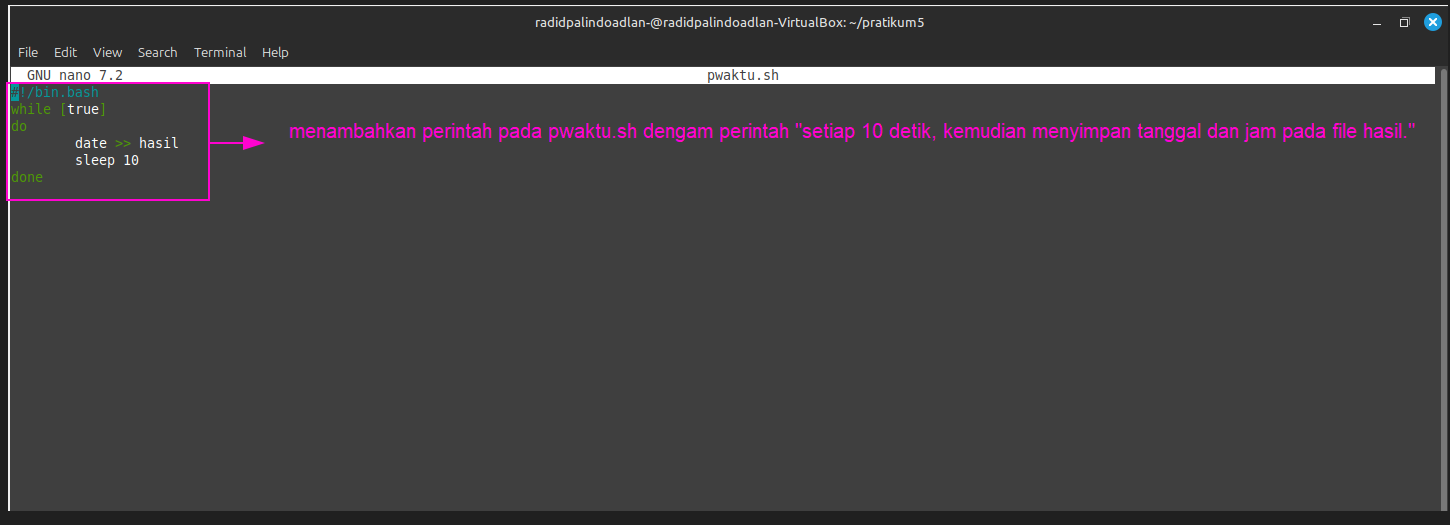 radidpalindoadlan-@radidpalindoadlan-VirtualBox: ~/pratikum5
File Edit View Search Terminal Help
GNU nano 7.2 pwaktu.sh
#!/bin.bash
while [true]
do
date >> hasil
sleep 10
done
menambahkan perintah pada pwaktu.sh dengam perintah "setiap 10 detik, kemudian menyimpan tanggal dan jam pada file hasil."